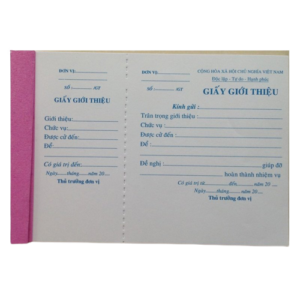 ĐƠN VỊ:....................
------------
SỐ: ............ /GT
GIẤY GIỚI THIỆU
Giới thiệu:.......................
Chức vụ:.........................
Được cử đến:..................
Để :................................
Có giá trị đến:..................
Ngày.......tháng......năm 20....
Thủ trưởng đơn vị
ĐƠN VỊ:....................
SỐ: ............ /GT
CỘNG HÒA XÃ HỘI CHỦ NGHĨA VIỆT NAM
Độc lập - Tự do - Hạnh phúc
GIẤY GIỚI THIỆU
Kính gửi :..............................
Trân trọng giới thiệu :..............................
Chức vụ :..............................
Được cử đến:..............................
Để :..............................
Đề nghị :..............................giúp đỡ
hoàn thành nhiệm vụ
Có giá trị từ.........đến.........năm 20 ....
Ngày.......tháng......năm 20....
Thủ trưởng đơn vị